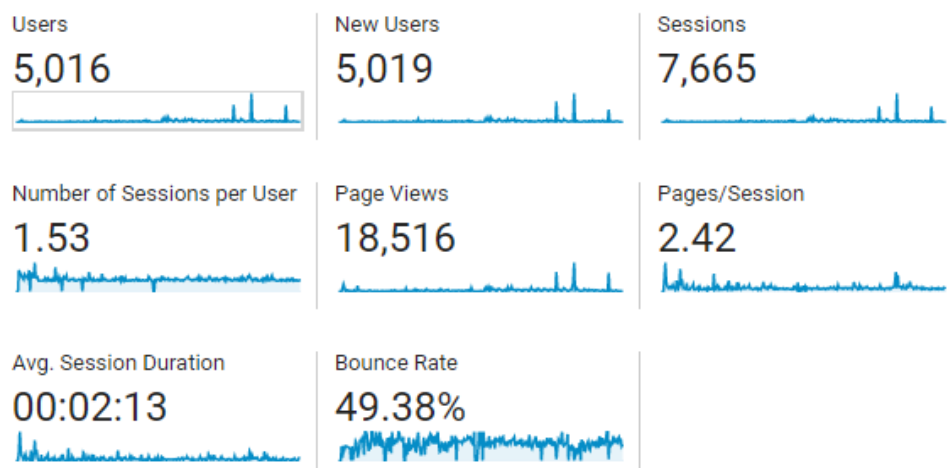 Users
5,016
New Users
5,019
Sessions
7,665
Number of Sessions per User
1.53
Page Views
18,516
Pages/Session
2.42
Avg. Session Duration
00:02:13
Bounce Rate
49.38%